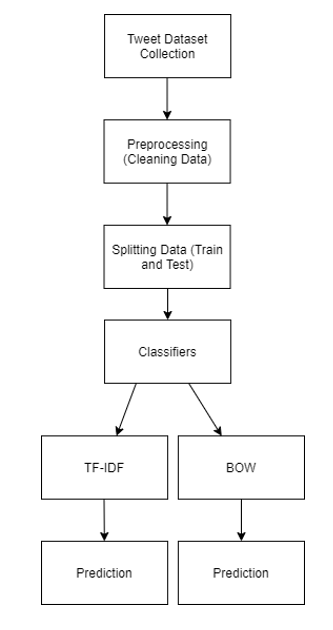 Tweet Dataset
Collection
Preprocessing
(Cleaning Data)
Splitting Data (Train
and Test)
Classifiers
TF-IDF
BOW
Prediction
Prediction